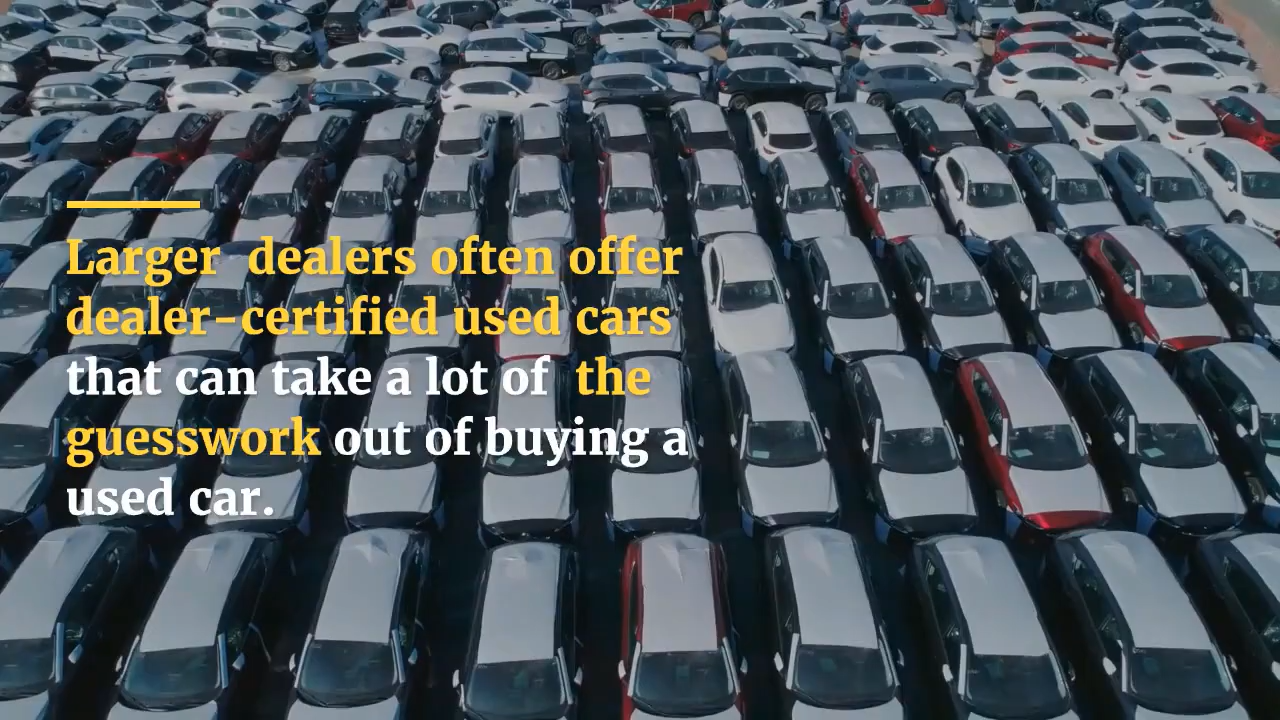 Larger  dealers often offer
dealer-certified used cars
that can take a lot of  the
guesswork out of buying a
used car.